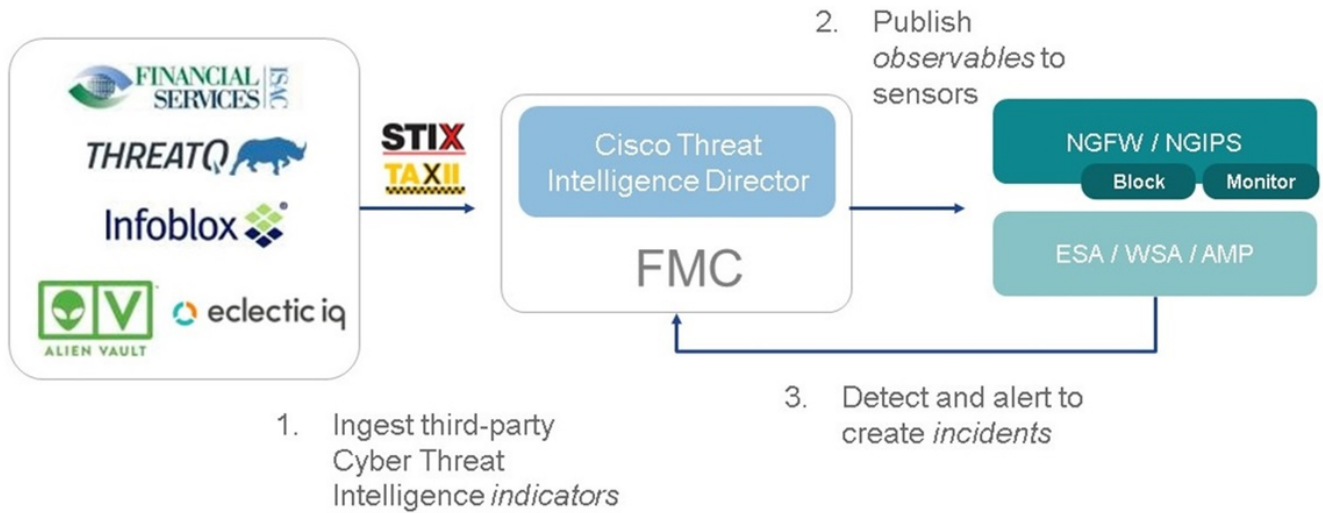 FINANCIAL
SERVICES
ISAC
THREATQ
Infoblox®
ALIEN VAULT
eclectic iq
STIX
TAXII
1. Ingest third-party
Cyber Threat
Intelligence indicators
Cisco Threat
Intelligence Director
FMC
2. Publish
observables to
sensors
NGFW / NGIPS
Block
Monitor
ESA / WSA / AMP
3. Detect and alert to
create incidents